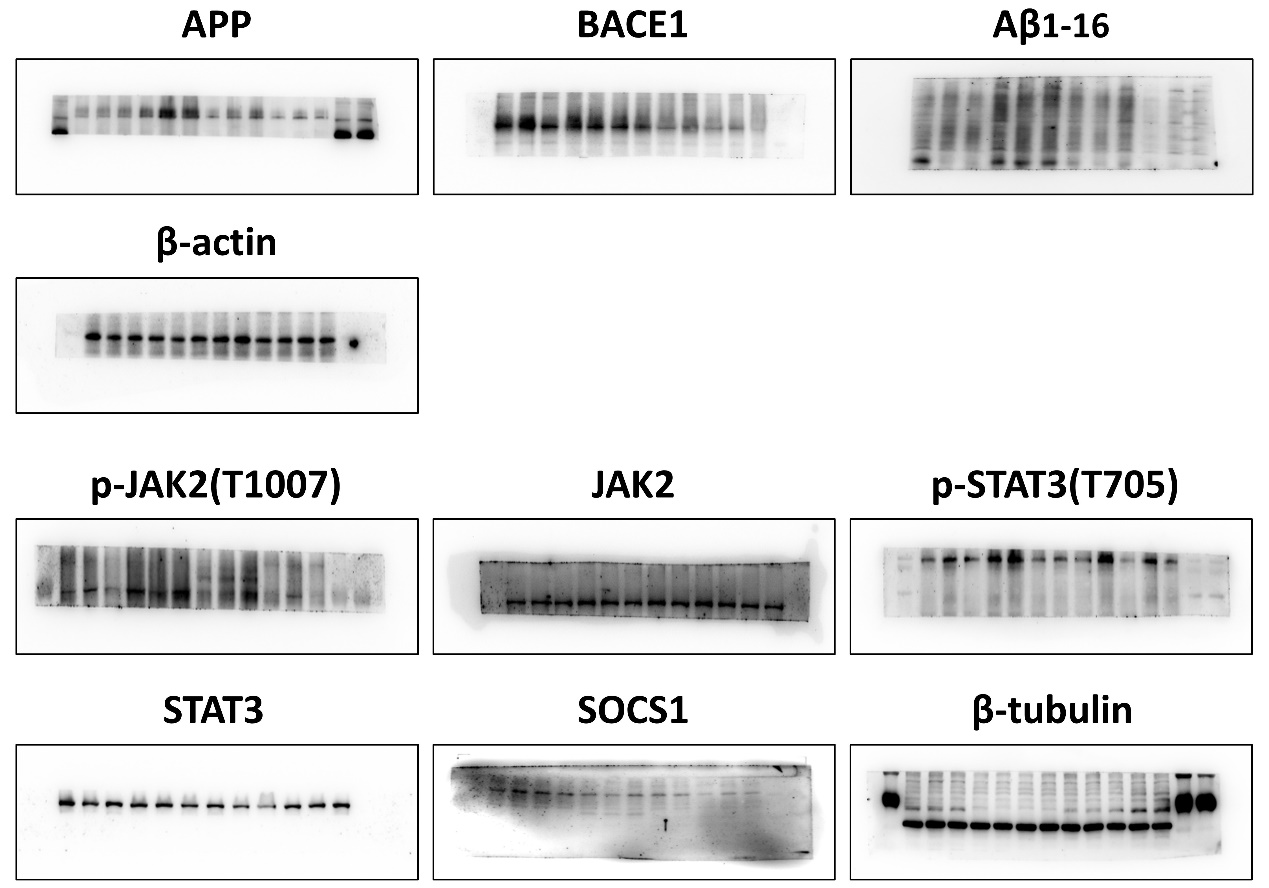 APP BACE1 Aβ1-16
β-actin
p-JAK2(T1007) JAK2 p-STAT3(T705)
STAT3 SOCS1 β-tubulin